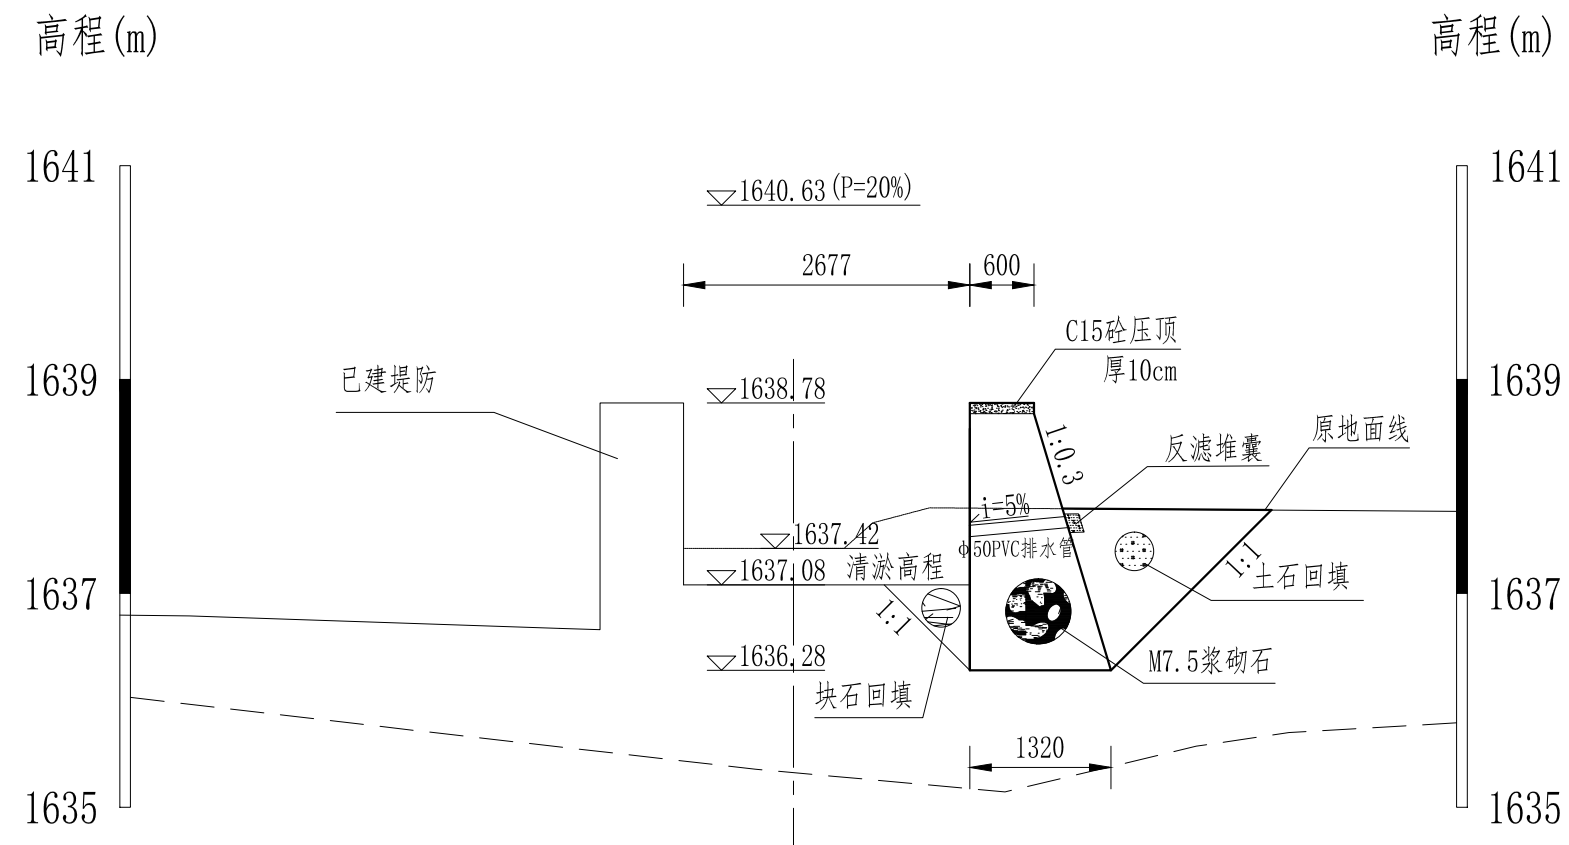 高程(m)
高程(m)
1641
1641
1640.63(P=20%)
2677
600
C15砼压顶
厚10cm
1639
1639
已建堤防
1638.78
1:0.3
原地面线
反滤堆囊
i=5%
1637.42
φ50PVC排水管
1:1
1637.08
清淤高程
土石回填
1637
1637
1:1
1636.28
M7.5浆砌石
块石回填
1320
1635
1635